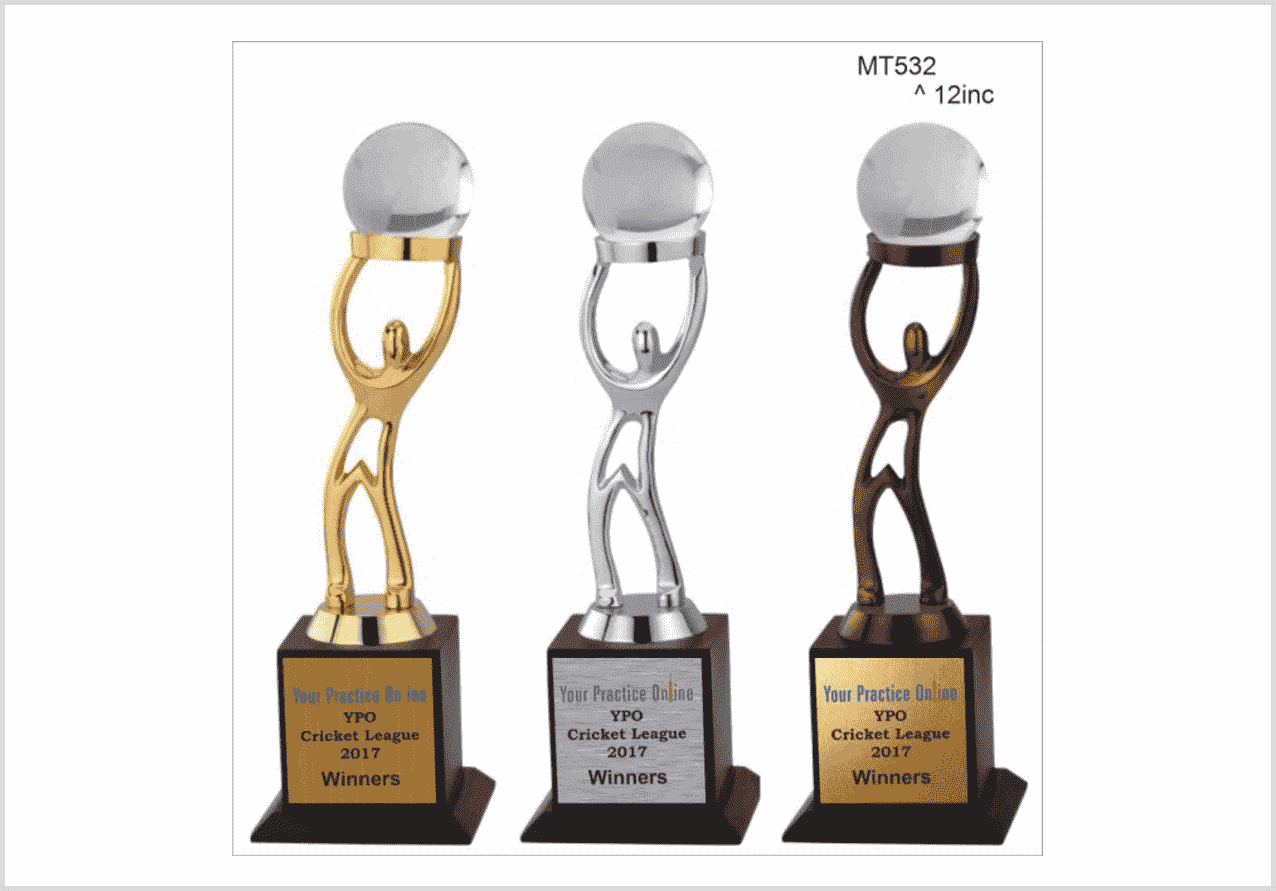 MT532
^ 12inc
Your Practice Online
YPO
Cricket League
2017
Winners
Your Practice Online
YPO
Cricket League
2017
Winners
Your Practice Online
YPO
Cricket League
2017
Winners